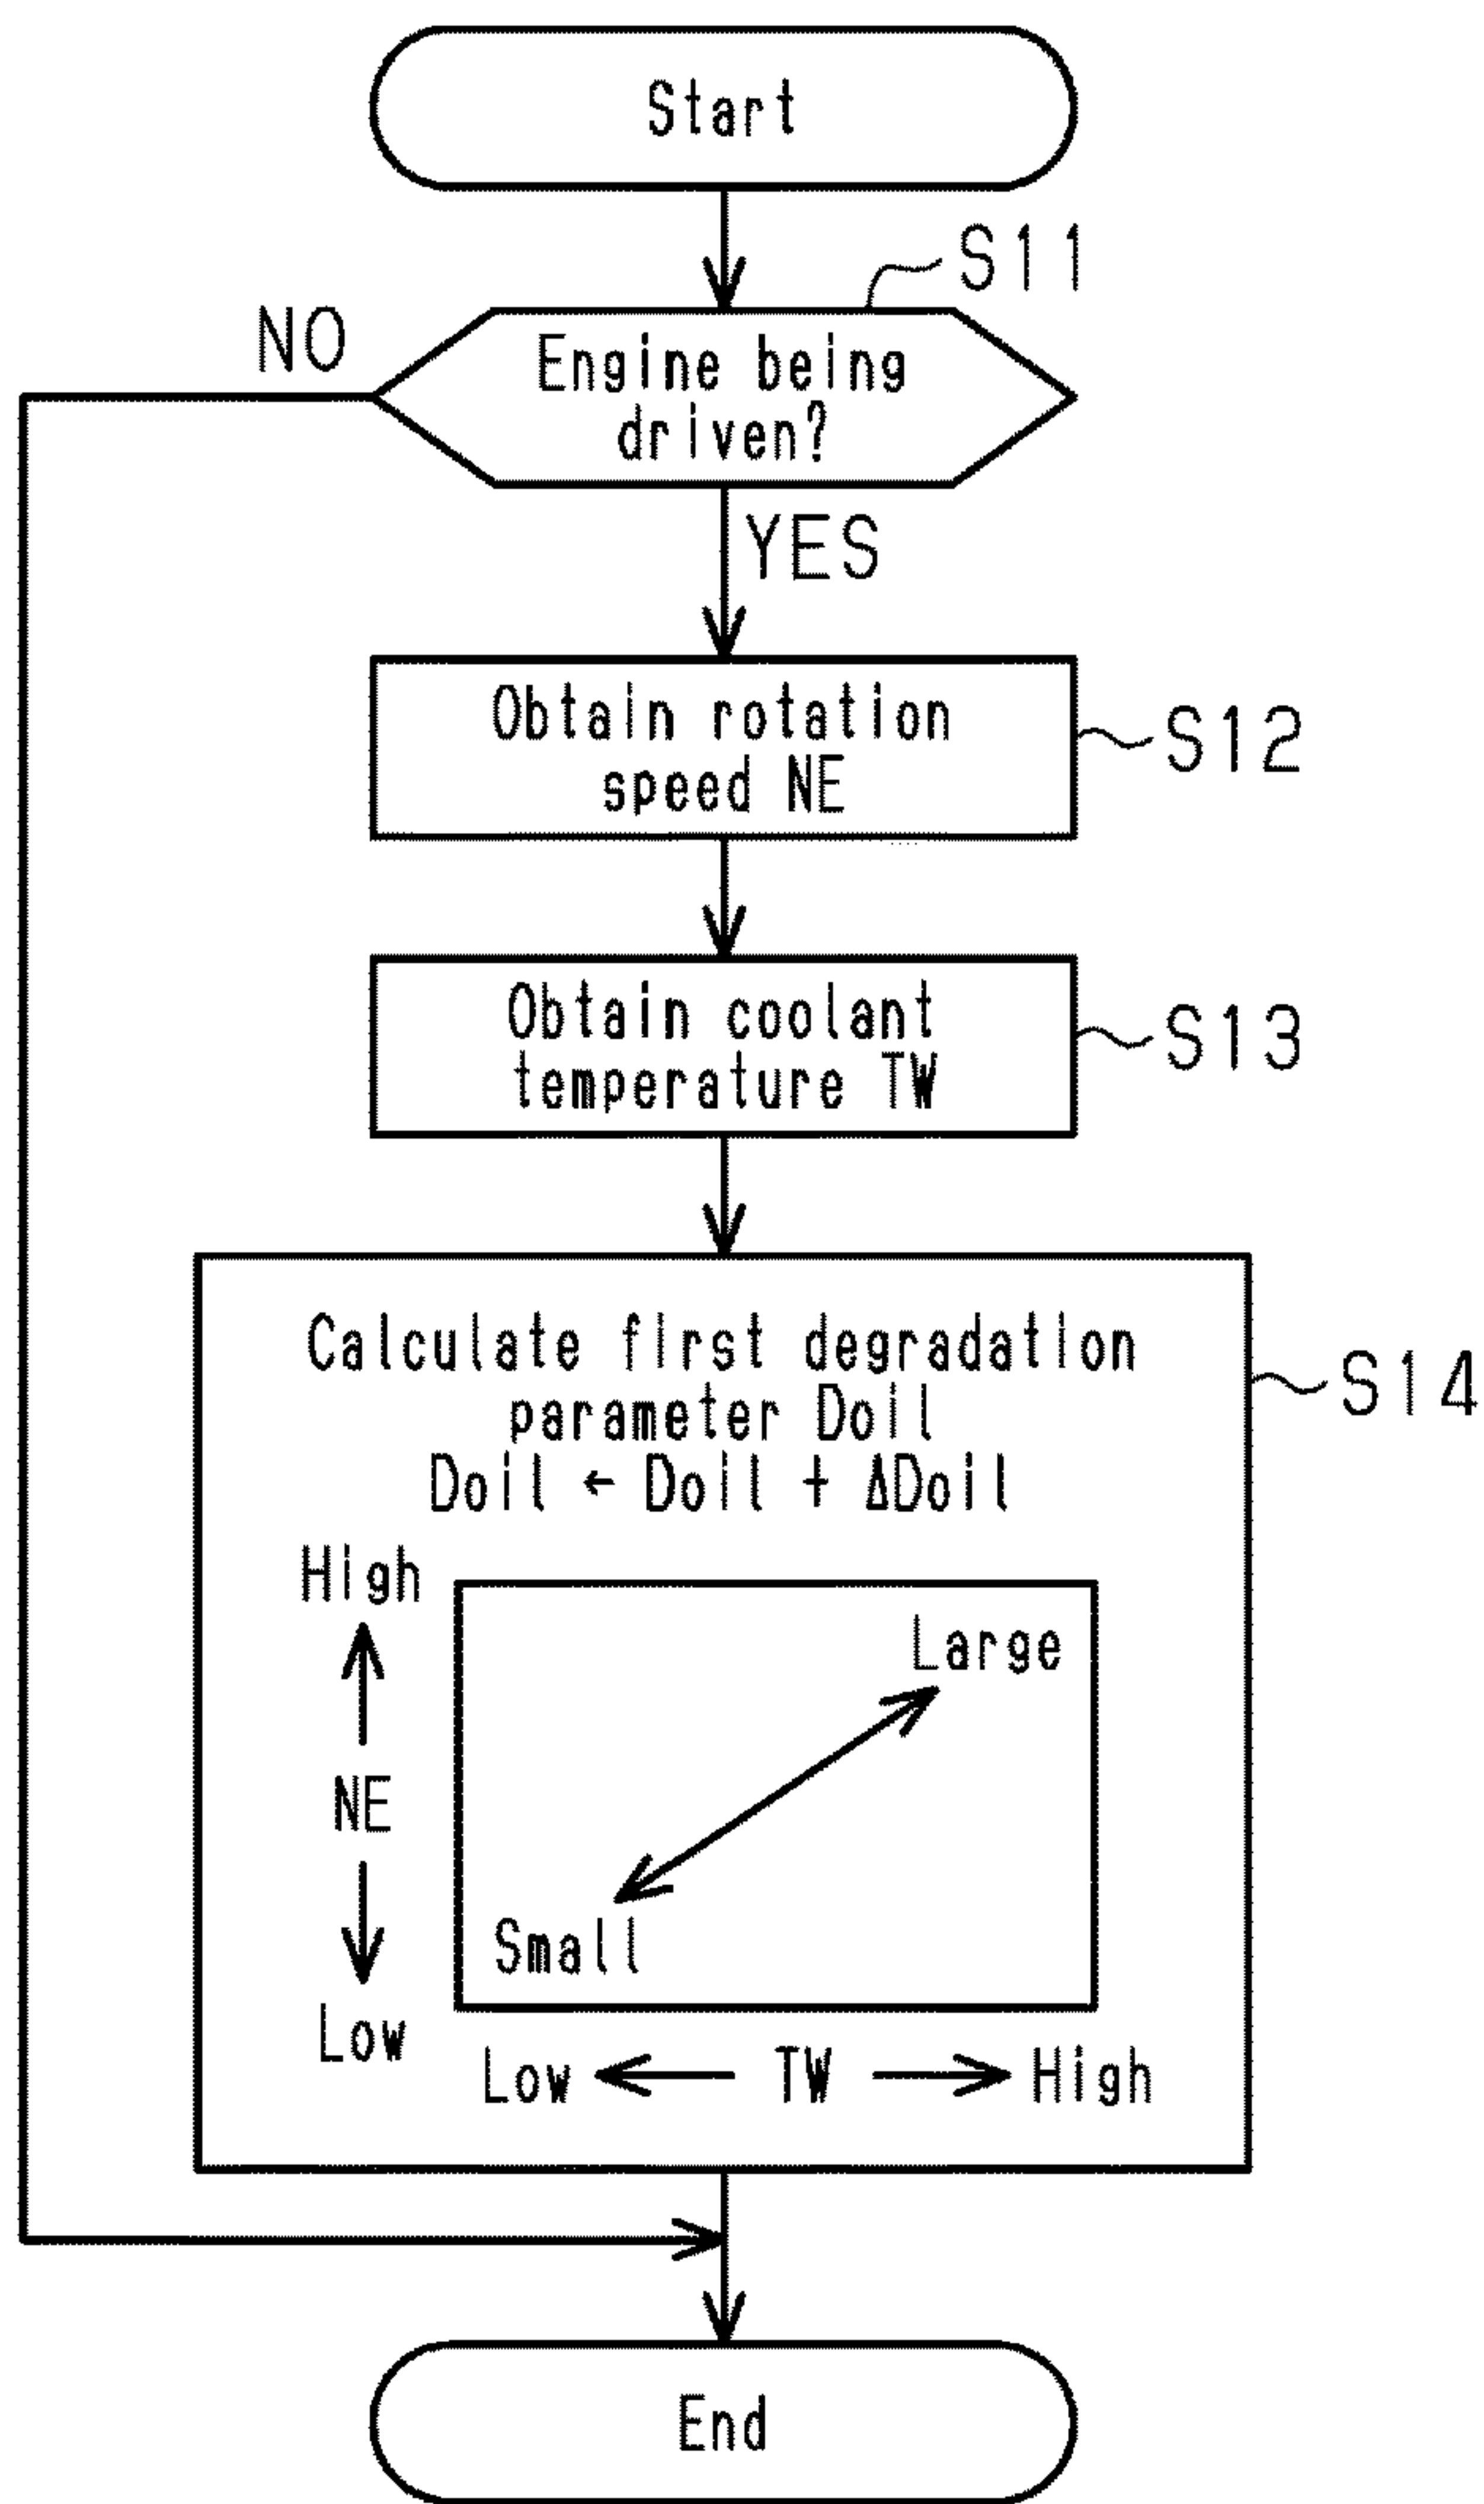 Start
S11
NO
Engine being
driven?
YES
Obtain rotation
speed NE
S12
Obtain coolant
temperature TW
S13
Calculate first degradation
parameter Doil
Doil ← Doil + ΔDoil
S14
High
NE
Low
Large
Small
Low ← TW → High
End